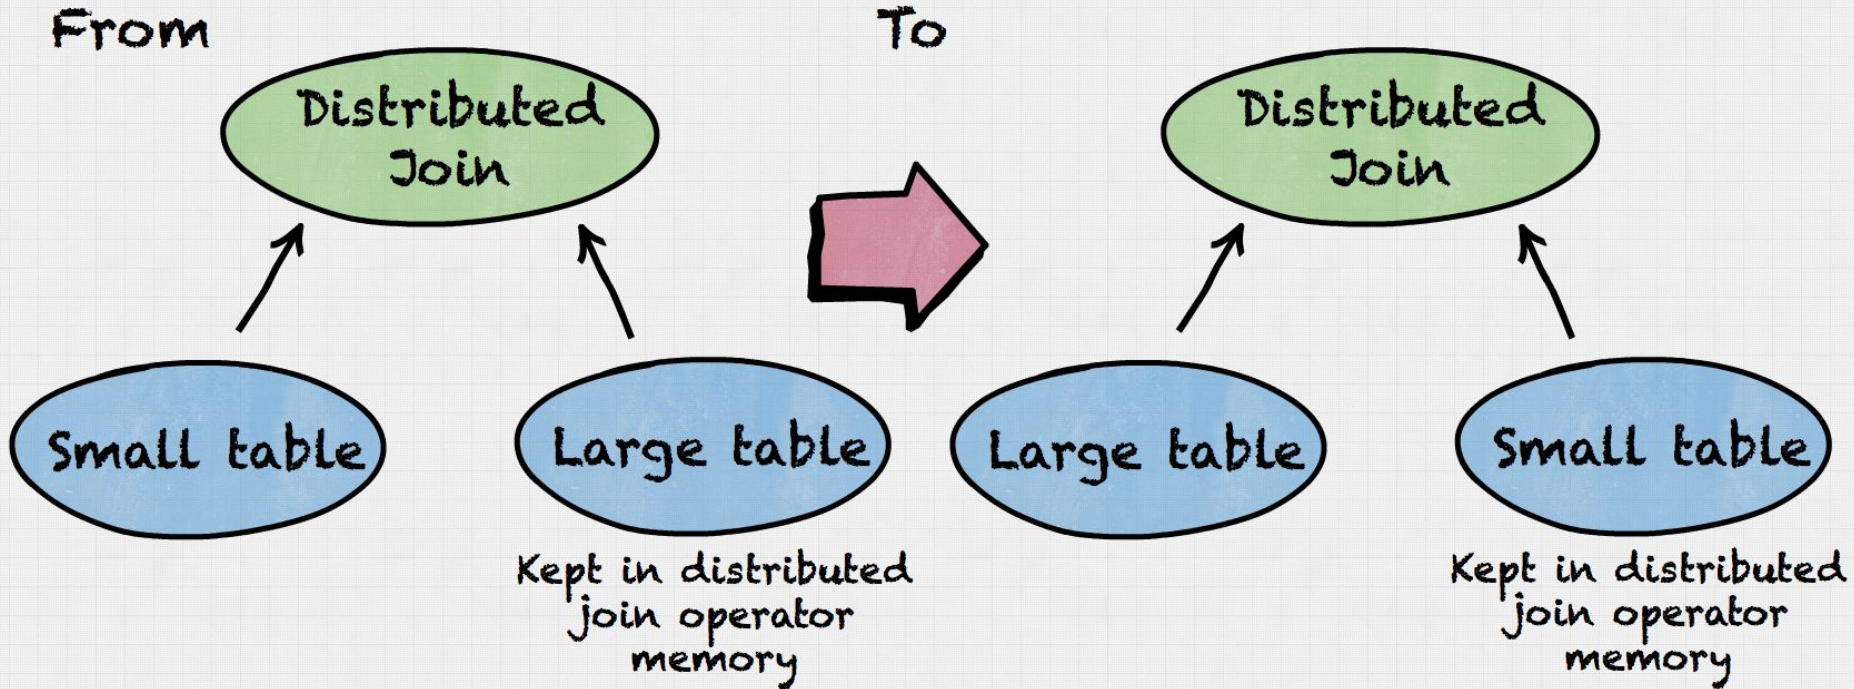 From
To
Distributed
Join
Distributed
Join
Small table
Large table
Large table
Small table
Kept in distributed
join operator
memory
Kept in distributed
join operator
memory